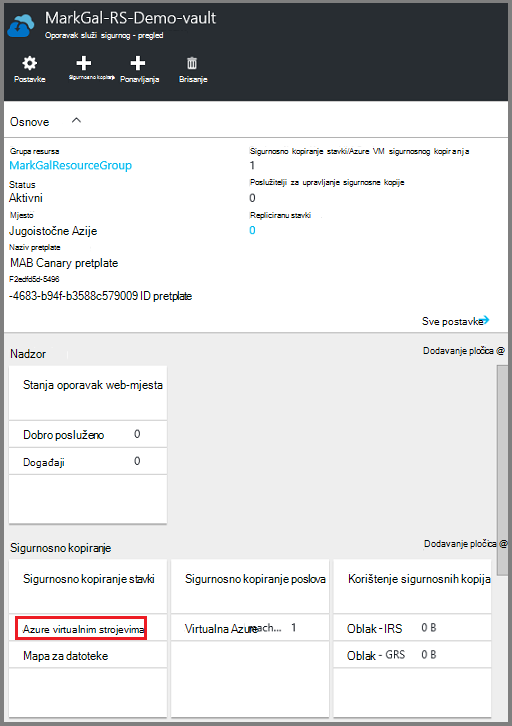 MarkGal-RS-Demo-vault
Oporavak služi sigurnog - pregled
Postavke
Sigurnosno kopiranje
Ponavljanja
Brisanje
Osnove
Grupa resursa
MarkGalResourceGroup
Sigurnosno kopiranje stavki/Azure VM sigurnosnog kopiranja
1
Status
Aktivni
Poslužitelji za upravljanje sigurnosne kopije
0
Mjesto
Jugoistočne Azije
Repliciranu stavki
0
Naziv pretplate
MAB Canary pretplate
F2edfd5d-5496
-4683-b94f-b3588c579009 ID pretplate
Sve postavke
Nadzor
Dodavanje pločica @
Stanja oporavak web-mjesta
Dobro posluženo 0
Događaji 0
Sigurnosno kopiranje
Dodavanje pločica @
Sigurnosno kopiranje stavki
Azure virtualnim strojevima
Mapa za datoteke
Sigurnosno kopiranje poslova
Virtualna Azure mach... 1
Korištenje sigurnosnih kopija
Oblak - IRS 0 B
Oblak - GRS 0 B